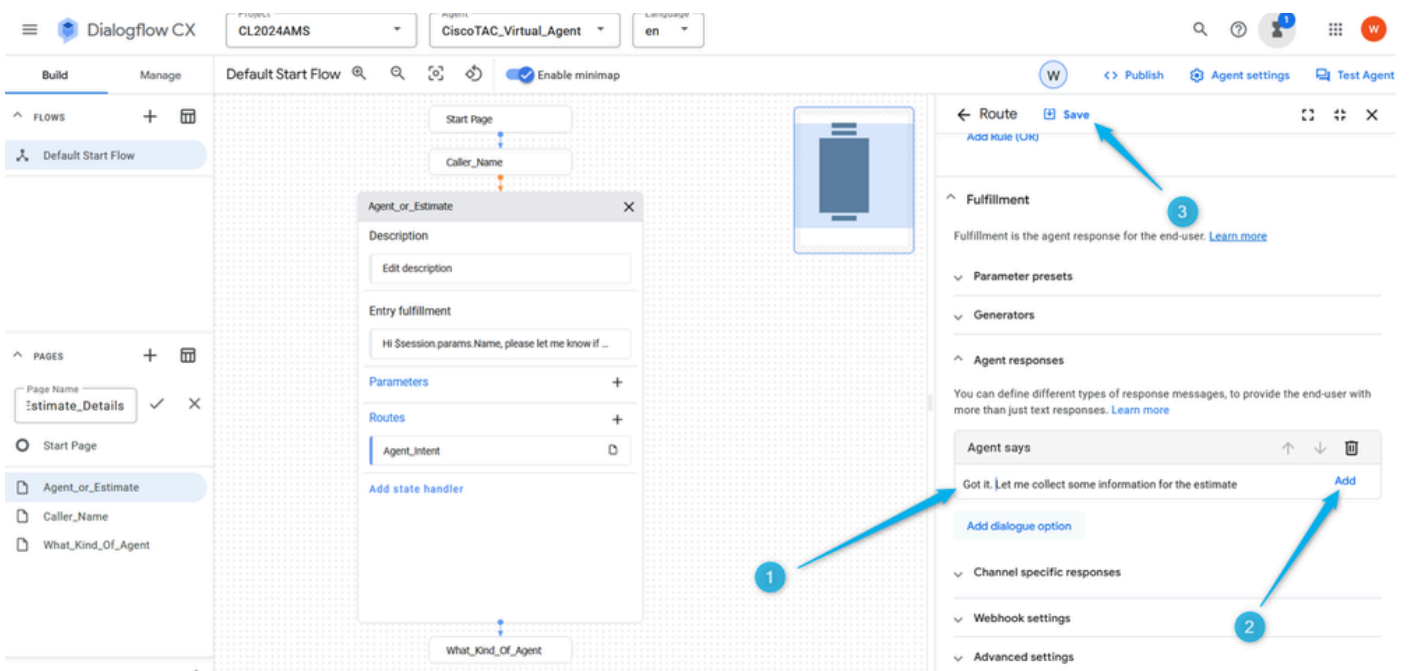 Project
Agent
Language
Dialogflow CX
CL2024AMS
CiscoTAC_Virtual_Agent
en
1
W
Build
Manage
Default Start Flow
Enable minimap
W
Publish
Agent settings
Test Agent
FLOWS
Default Start Flow
Start Page
Caller_Name
Agent_or_Estimate
Description
Edit description
Entry fulfillment
Hi $session.params.Name, please let me know if ...
Parameters
Routes
Agent_Intent
Add state handler
What_Kind_Of_Agent
PAGES
Page Name
Estimate_Details
Start Page
Agent_or_Estimate
Caller_Name
What_Kind_Of_Agent
Route
Save
Add Rule (OR)
3
Fulfillment
Fulfillment is the agent response for the end-user. Learn more
Parameter presets
Generators
Agent responses
You can define different types of response messages, to provide the end-user with
more than just text responses. Learn more
Agent says
Got it. Let me collect some information for the estimate
Add
Add dialogue option
1
Channel specific responses
Webhook settings
2
Advanced settings